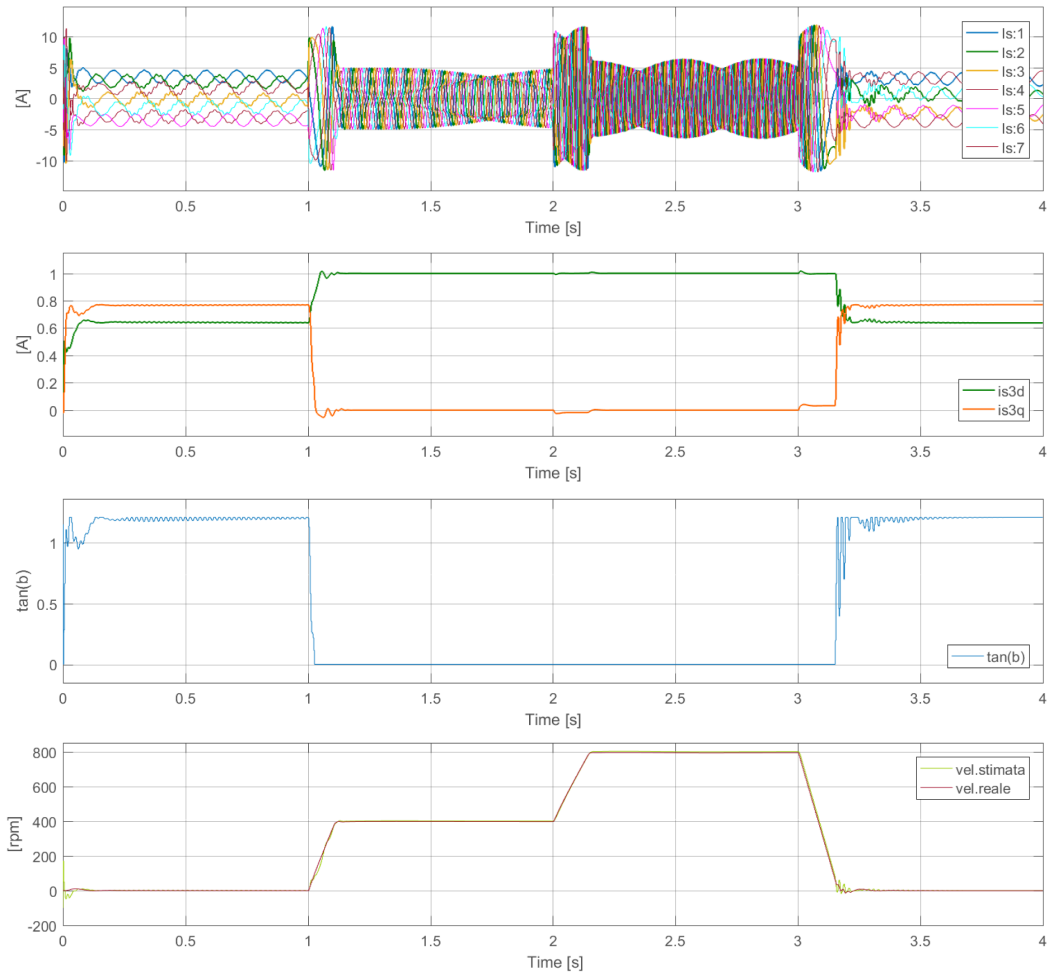 10
5
0
-5
-10
[A]
Is:1
Is:2
Is:3
Is:4
Is:5
Is:6
Is:7
0 0.5 1 1.5 2 2.5 3 3.5 4
Time [s]
1
0.8
0.6
0.4
0.2
0
[A]
is3d
is3q
0 0.5 1 1.5 2 2.5 3 3.5 4
Time [s]
1
0.5
0
tan(b)
tan(b)
0 0.5 1 1.5 2 2.5 3 3.5 4
Time [s]
800
600
400
200
0
-200
[rpm]
vel.stimata
vel.reale
0 0.5 1 1.5 2 2.5 3 3.5 4
Time [s]